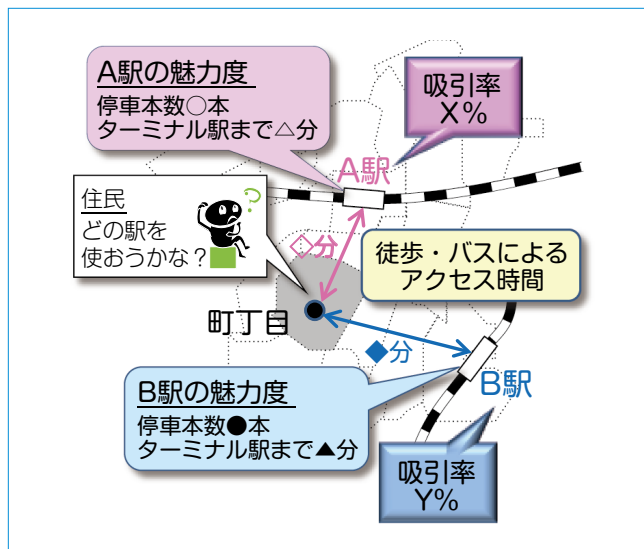 A駅の魅力度
停車本数○本
ターミナル駅まで△分
吸引率
X%
A駅
住民
どの駅を
使おうかな？
?
◇分
徒歩・バスによる
アクセス時間
町丁目
◆分
B駅の魅力度
停車本数●本
ターミナル駅まで▲分
B駅
吸引率
Y%